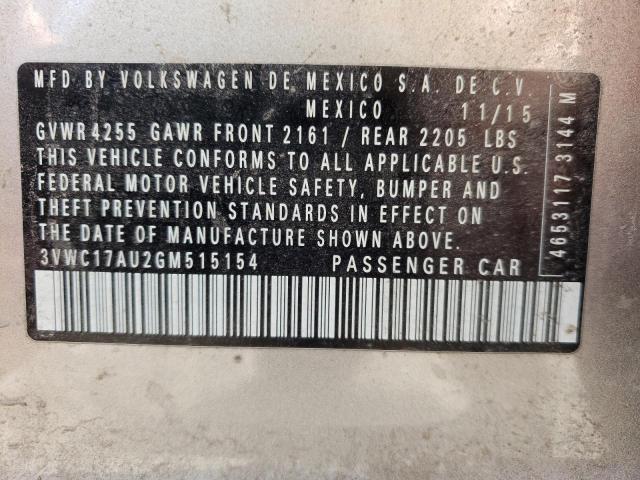 MFD BY VOLKSWAGEN DE MEXICO S.A. DE C.V.
MEXICO 11/15
GVWR 4255 GAWR FRONT 2161 / REAR 2205 LBS
THIS VEHICLE CONFORMS TO ALL APPLICABLE U.S.
FEDERAL MOTOR VEHICLE SAFETY, BUMPER AND
THEFT PREVENTION STANDARDS IN EFFECT ON
THE DATE OF MANUFACTURE SHOWN ABOVE.
3VWC17AU2GM515154 PASSENGER CAR
4653117 3144 M